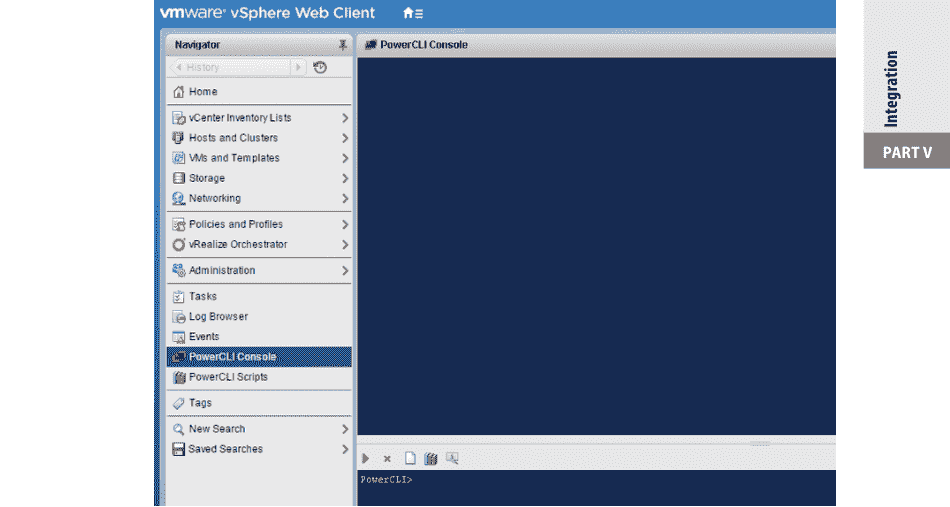 vmware® vSphere Web Client
Navigator
History
Home
vCenter Inventory Lists
Hosts and Clusters
VMs and Templates
Storage
Networking
Policies and Profiles
vRealize Orchestrator
Administration
Tasks
Log Browser
Events
PowerCLI Console
PowerCLI Scripts
Tags
New Search
Saved Searches
PowerCLI Console
PowerCLI>
Integration
PART V